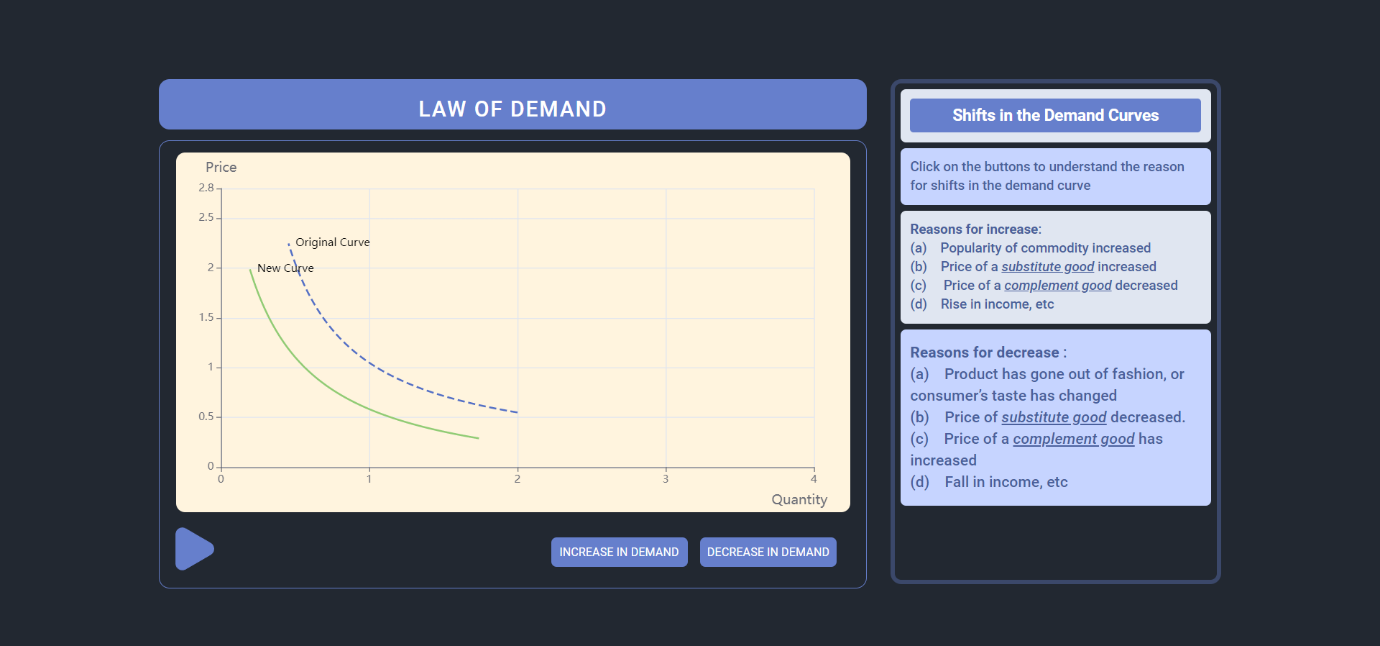 LAW OF DEMAND
Price
2.8
2.5
2
1.5
1
0.5
0
Original Curve
New Curve
0
1
2
3
4
Quantity
INCREASE IN DEMAND
DECREASE IN DEMAND
Shifts in the Demand Curves
Click on the buttons to understand the reason
for shifts in the demand curve
Reasons for increase:
(a) Popularity of commodity increased
(b) Price of a substitute good increased
(c) Price of a complement good decreased
(d) Rise in income, etc
Reasons for decrease :
(a) Product has gone out of fashion, or
consumer's taste has changed
(b) Price of substitute good decreased.
(c) Price of a complement good has
increased
(d) Fall in income, etc